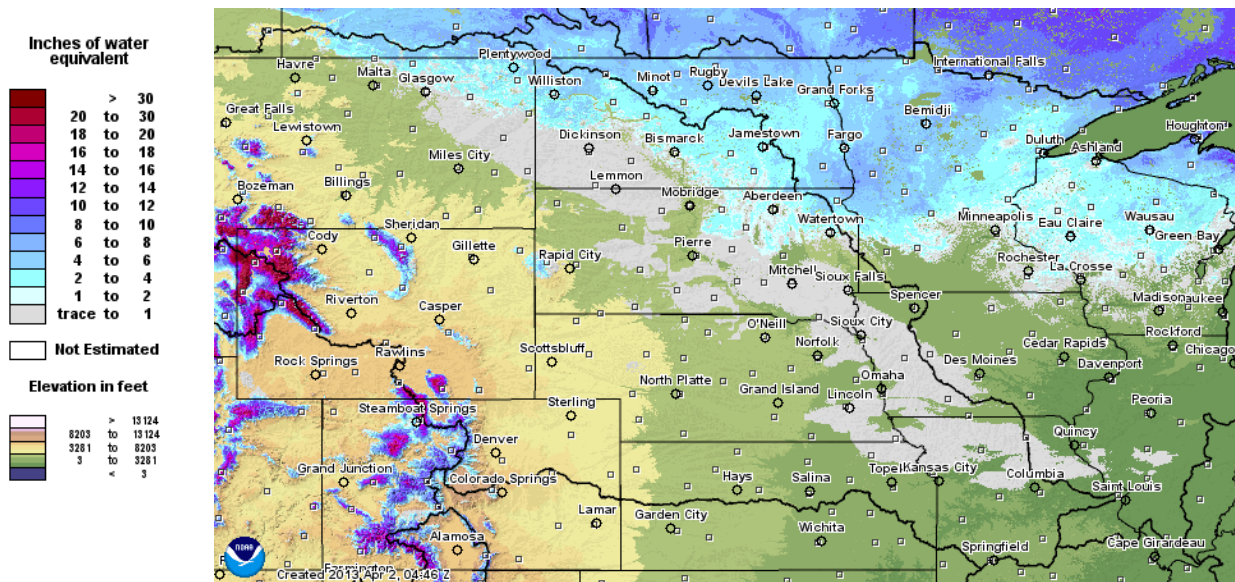 Inches of water
equivalent
> 30
20 to 30
18 to 20
16 to 18
14 to 16
12 to 14
10 to 12
8 to 10
6 to 8
4 to 6
2 to 4
1 to 2
trace to 1
Not Estimated
Elevation in feet
> 13124
8203 to 13124
3281 to 8203
3 to 3281
< 3
Havre
Malta
Glasgow
Plentywood
Williston
Minot
Rugby
Devils Lake
Grand Forks
International Falls
Great Falls
Lewistown
Bemidji
Houghton
Dickinson
Bismarck
Jamestown
Fargo
Duluth
Ashland
Miles City
Lemmon
Bozeman
Billings
Mobridge
Aberdeen
Watertown
Minneapolis
Eau Claire
Wausau
Green Bay
Cody
Sheridan
Gillette
Rapid City
Pierre
Mitchell
Sioux Falls
Rochester
La Crosse
Riverton
Casper
Spencer
Madison
aukee
O'Neill
Sioux City
Rockford
Rock Springs
Rawlins
Scottsbluff
Norfolk
Des Moines
Cedar Rapids
Davenport
Chicago
North Platte
Grand Island
Omaha
Lincoln
Steamboat Springs
Sterling
Peoria
Denver
Quincy
Grand Junction
Colorado Springs
Hays
Salina
Tope
Kansas City
Columbia
Saint Louis
Lamar
Garden City
Wichita
Alamosa
Springfield
Cape Girardeau
NOAA
F
Farmington
Created 2013 Apr 2, 04:46 Z